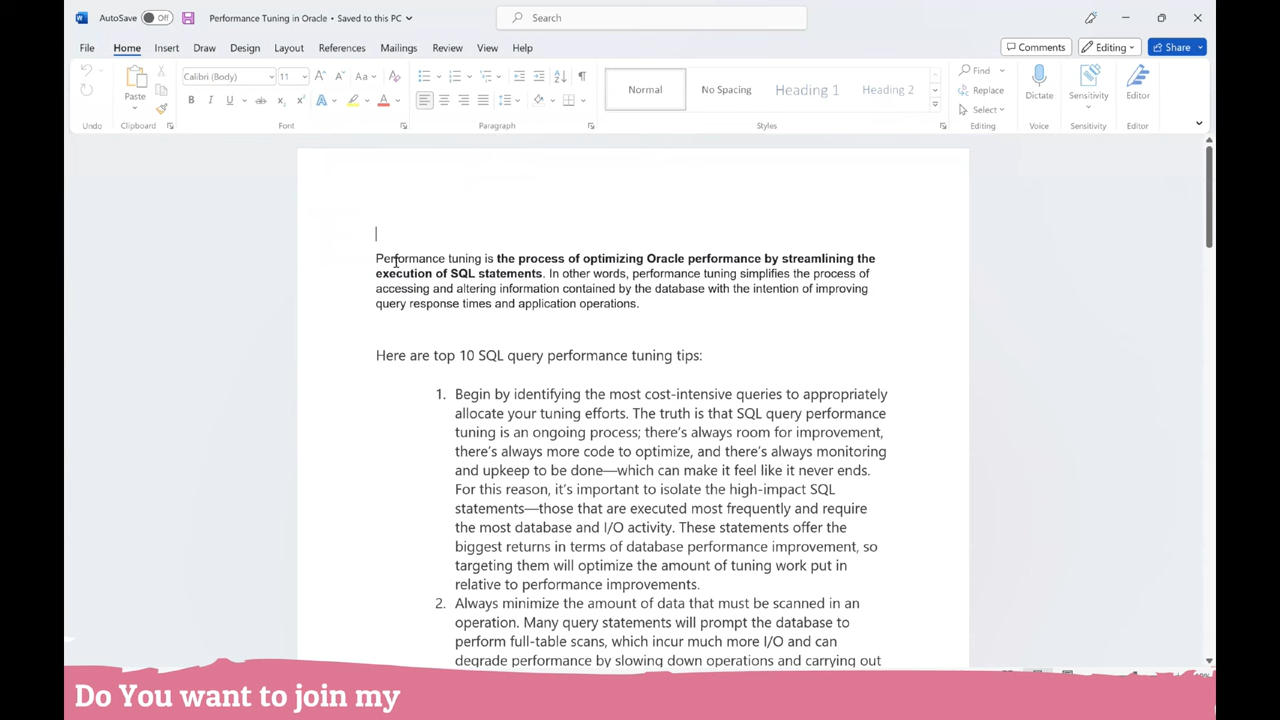 AutoSave Off Performance Tuning in Oracle • Saved to this PC Search
File Home Insert Draw Design Layout References Mailings Review View Help Comments Editing Share
Calibri (Body) 11 Aa Find
Paste Normal No Spacing Heading 1 Heading 2 Replace Dictate Sensitivity Editor
B I U ab x₂ x² A A Select
Undo Clipboard Font Paragraph Styles Editing Voice Sensitivity Editor
Performance tuning is the process of optimizing Oracle performance by streamlining the
execution of SQL statements. In other words, performance tuning simplifies the process of
accessing and altering information contained by the database with the intention of improving
query response times and application operations.
Here are top 10 SQL query performance tuning tips:
1. Begin by identifying the most cost-intensive queries to appropriately
allocate your tuning efforts. The truth is that SQL query performance
tuning is an ongoing process; there’s always room for improvement,
there’s always more code to optimize, and there’s always monitoring
and upkeep to be done—which can make it feel like it never ends.
For this reason, it’s important to isolate the high-impact SQL
statements—those that are executed most frequently and require
the most database and I/O activity. These statements offer the
biggest returns in terms of database performance improvement, so
targeting them will optimize the amount of tuning work put in
relative to performance improvements.
2. Always minimize the amount of data that must be scanned in an
operation. Many query statements will prompt the database to
perform full-table scans, which incur much more I/O and can
degrade performance by slowing down operations and carrying out
Do You want to join my